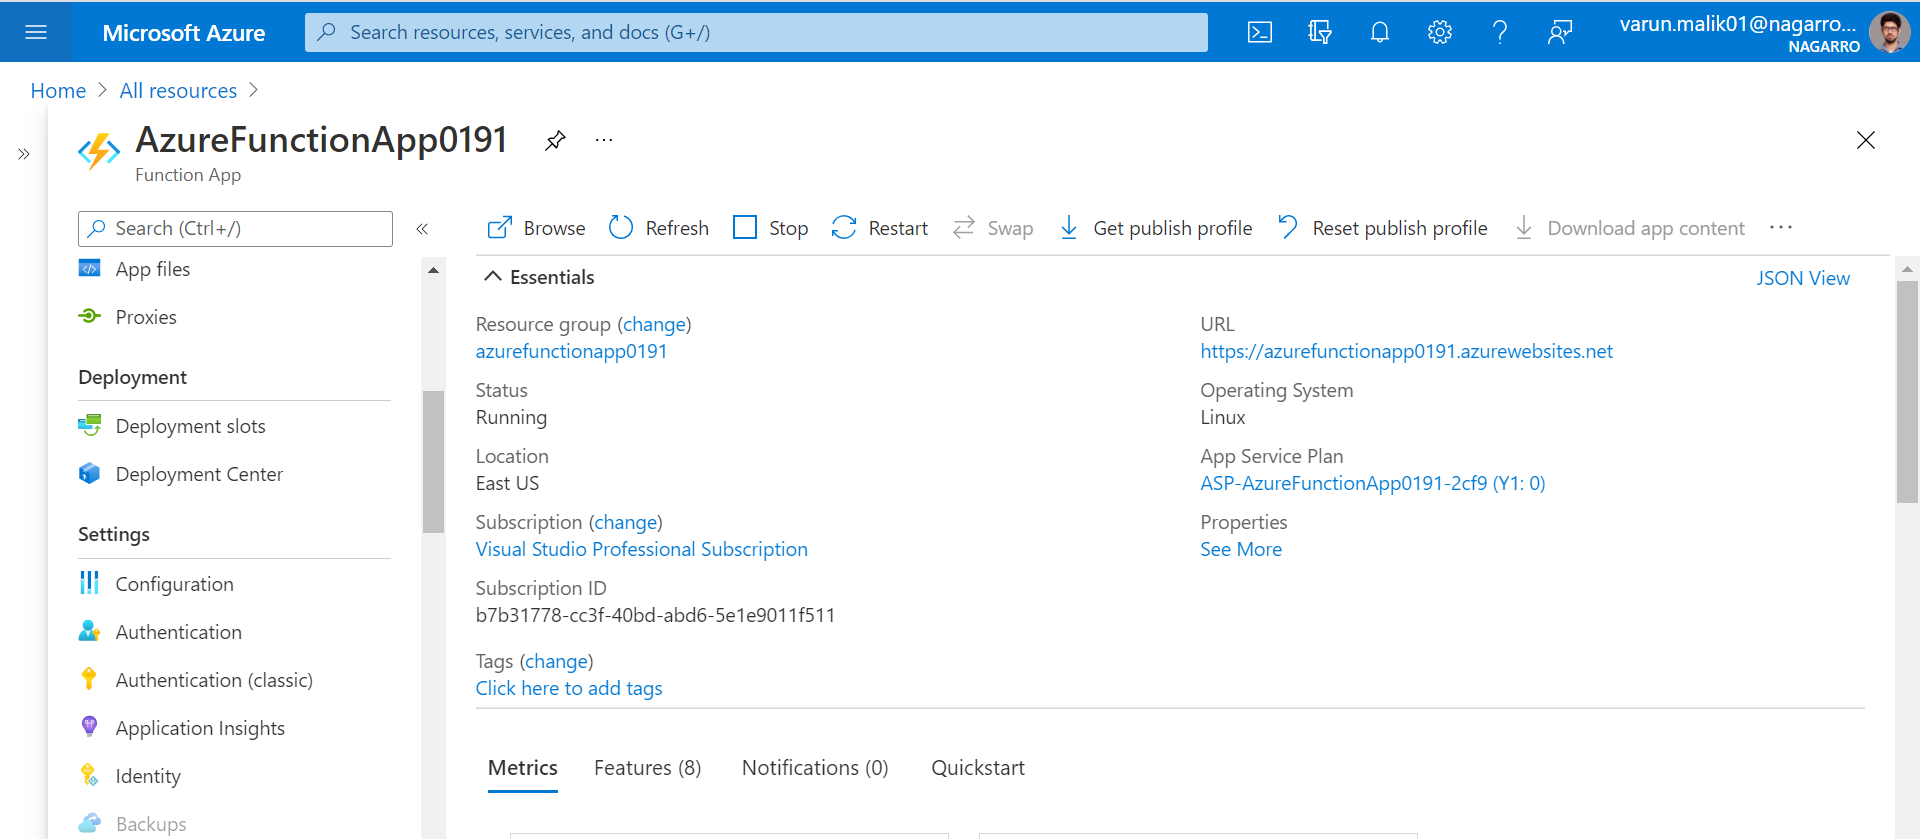 Microsoft Azure
Search resources, services, and docs (G+/)
varun.malik01@nagarro...
NAGARRO
Home > All resources >
AzureFunctionApp0191
Function App
Search (Ctrl+/)
App files
Proxies
Deployment
Deployment slots
Deployment Center
Settings
Configuration
Authentication
Authentication (classic)
Application Insights
Identity
Backups
Browse Refresh Stop Restart Swap Get publish profile Reset publish profile Download app content ...
Essentials
JSON View
Resource group (change)
azurefunctionapp0191
Status
Running
Location
East US
Subscription (change)
Visual Studio Professional Subscription
Subscription ID
b7b31778-cc3f-40bd-abd6-5e1e9011f511
Tags (change)
Click here to add tags
URL
https://azurefunctionapp0191.azurewebsites.net
Operating System
Linux
App Service Plan
ASP-AzureFunctionApp0191-2cf9 (Y1: 0)
Properties
See More
Metrics Features (8) Notifications (0) Quickstart